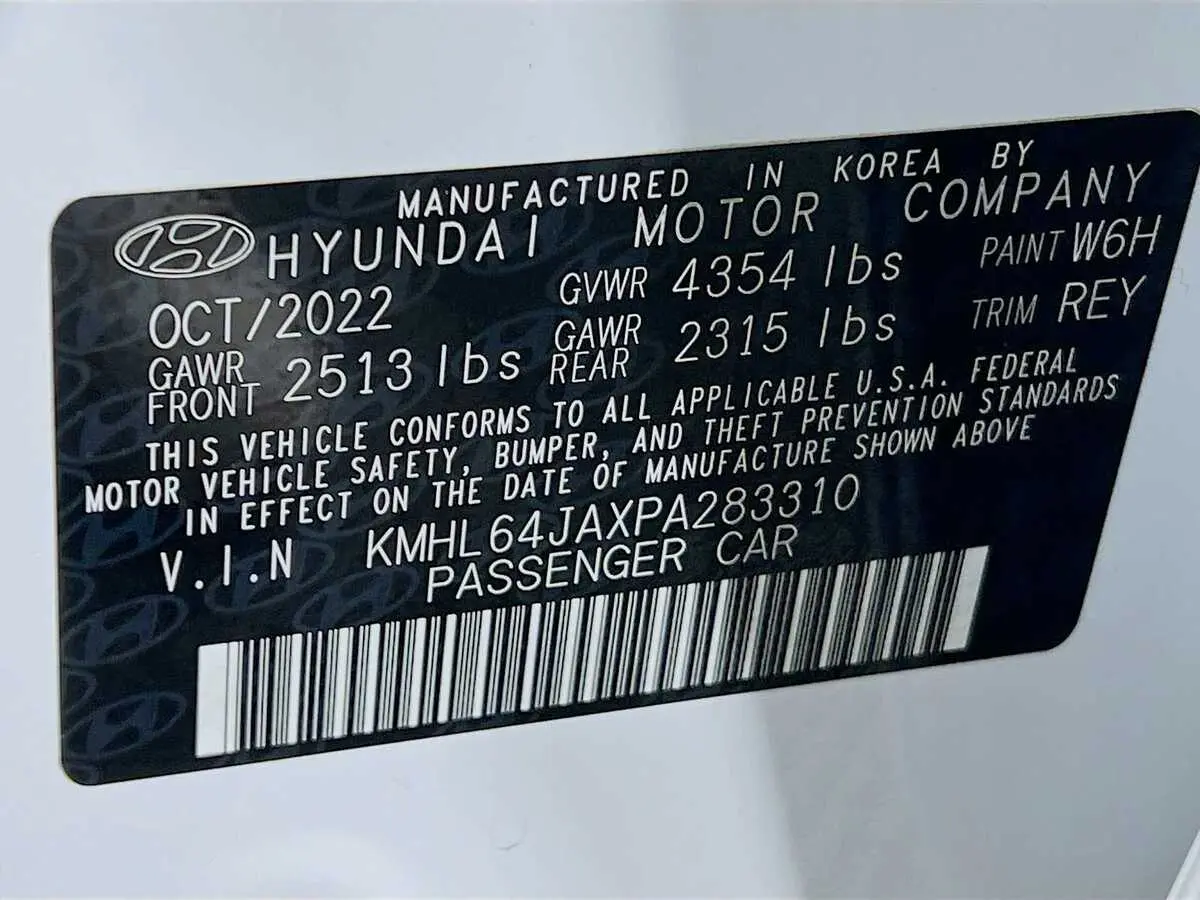 MANUFACTURED IN KOREA BY
HYUNDAI MOTOR COMPANY
OCT/2022 GVWR 4354 lbs PAINT W6H
GAWR FRONT 2513 lbs GAWR REAR 2315 lbs TRIM REY
THIS VEHICLE CONFORMS TO ALL APPLICABLE U.S.A. FEDERAL
MOTOR VEHICLE SAFETY, BUMPER, AND THEFT PREVENTION STANDARDS
IN EFFECT ON THE DATE OF MANUFACTURE SHOWN ABOVE
V.I.N KMHL64JAXPA283310
PASSENGER CAR